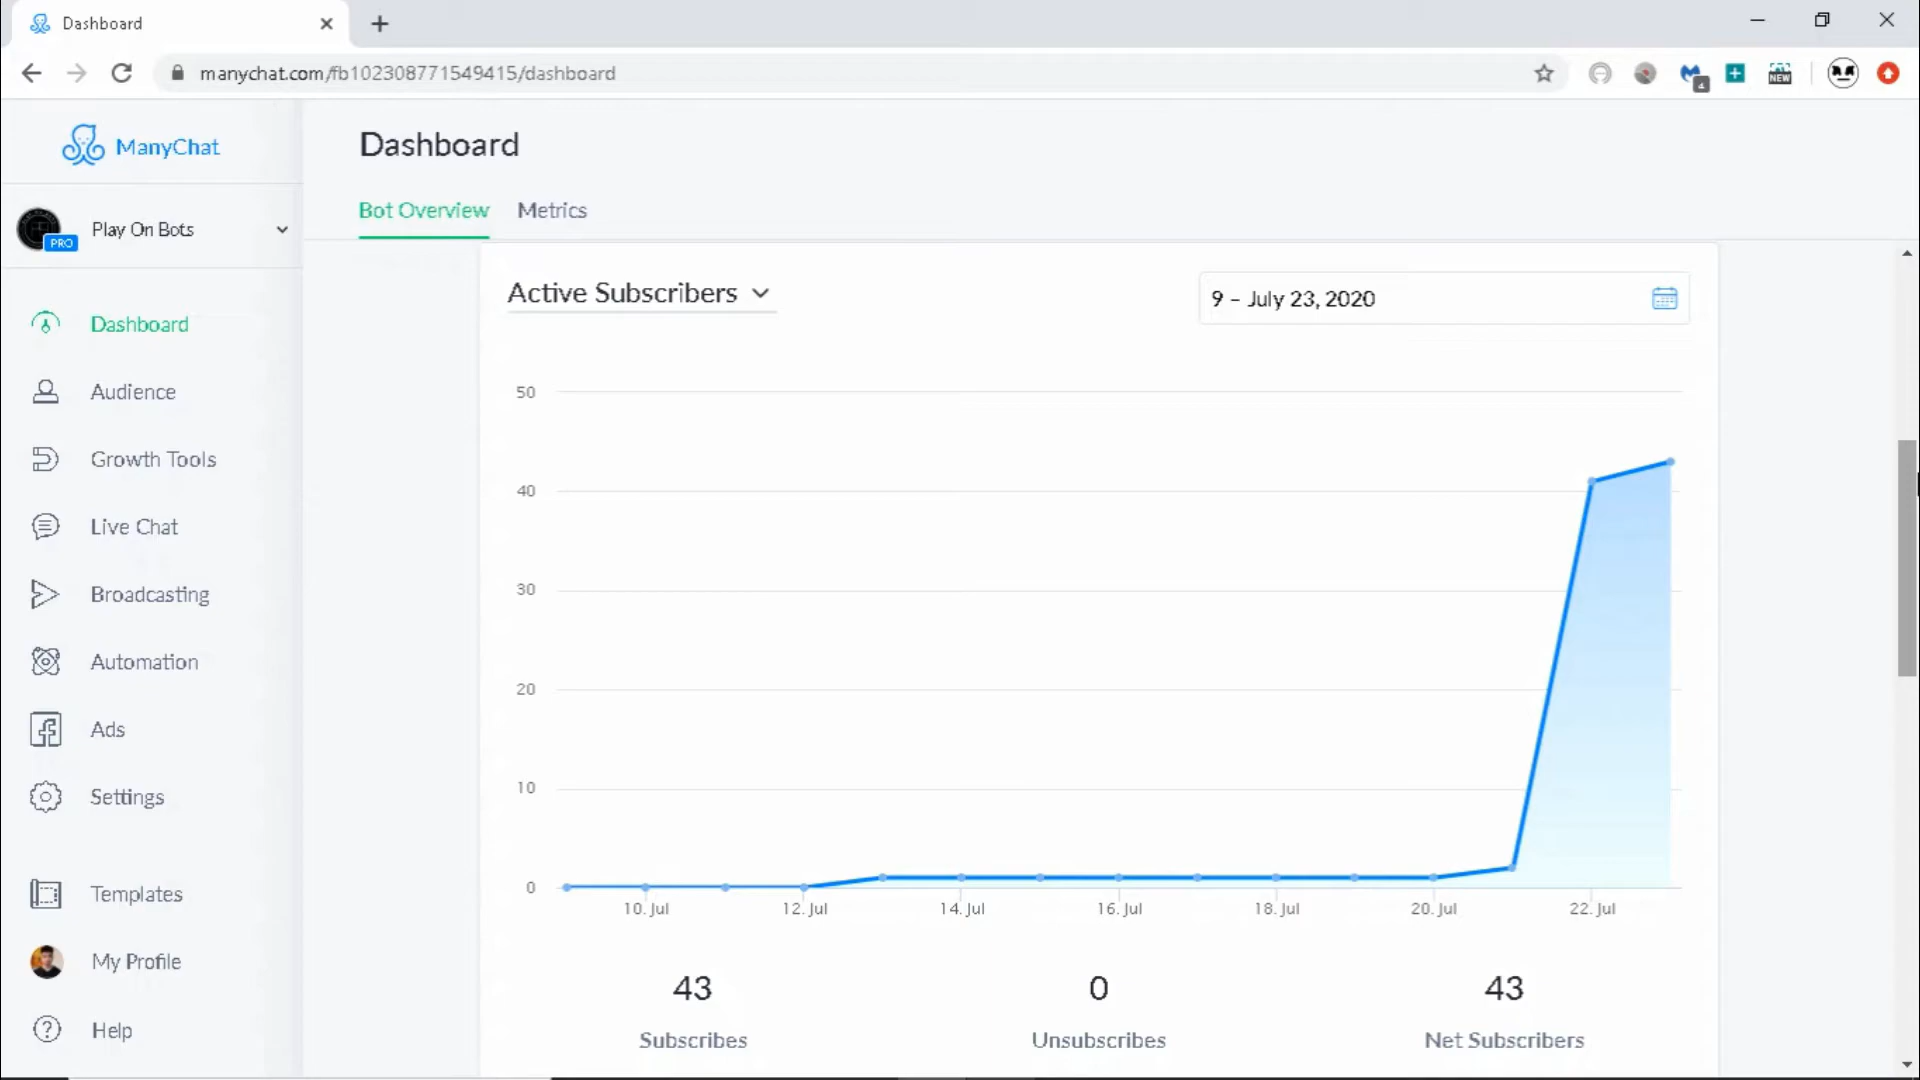 Dashboard
manychat.com/fb102308771549415/dashboard
4
NEW
ManyChat
Dashboard
Play On Bots
PRO
Bot Overview
Metrics
Active Subscribers
9 – July 23, 2020
Dashboard
Audience
Growth Tools
Live Chat
Broadcasting
Automation
Ads
Settings
Templates
My Profile
Help
50
40
30
20
10
0
10. Jul 12. Jul 14. Jul 16. Jul 18. Jul 20. Jul 22. Jul
43 0 43
Subscribes Unsubscribes Net Subscribers